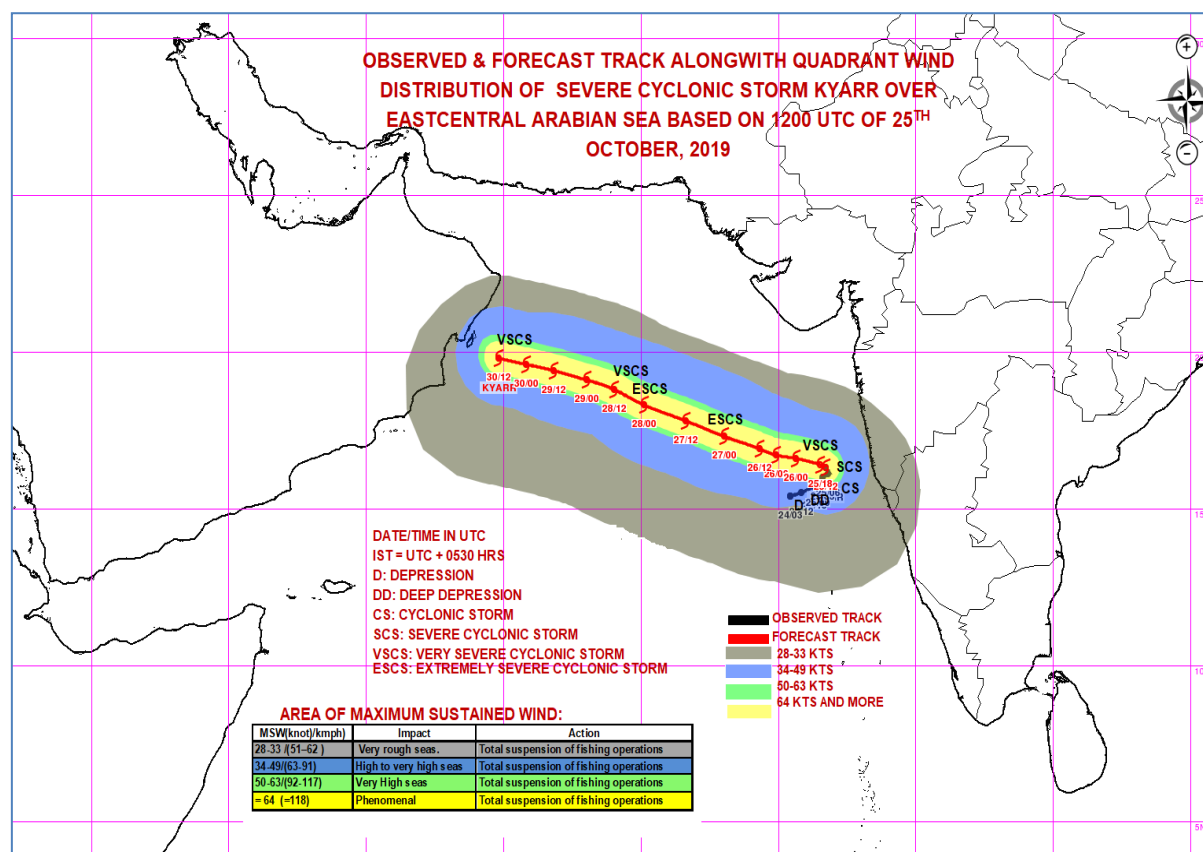 OBSERVED & FORECAST TRACK ALONGWITH QUADRANT WIND
DISTRIBUTION OF SEVERE CYCLONIC STORM KYARR OVER
EASTCENTRAL ARABIAN SEA BASED ON 1200 UTC OF 25TH
OCTOBER, 2019
VSCS
30/12
KYARR
30/00
29/12
29/00
VSCS
28/12
ESCS
28/00
27/12
ESCS
27/00
26/12
26/00
VSCS
25/18
SCS
CS
DD
D
24/03
DATE/TIME IN UTC
IST = UTC + 0530 HRS
D: DEPRESSION
DD: DEEP DEPRESSION
CS: CYCLONIC STORM
SCS: SEVERE CYCLONIC STORM
VSCS: VERY SEVERE CYCLONIC STORM
ESCS: EXTREMELY SEVERE CYCLONIC STORM
OBSERVED TRACK
FORECAST TRACK
28-33 KTS
34-49 KTS
50-63 KTS
64 KTS AND MORE
AREA OF MAXIMUM SUSTAINED WIND:
MSW(knot)/kmph) Impact Action
28-33 /(51–62 ) Very rough seas. Total suspension of fishing operations
34-49/(63-91) High to very high seas Total suspension of fishing operations
50-63/(92-117) Very High seas Total suspension of fishing operations
= 64 (=118) Phenomenal Total suspension of fishing operations